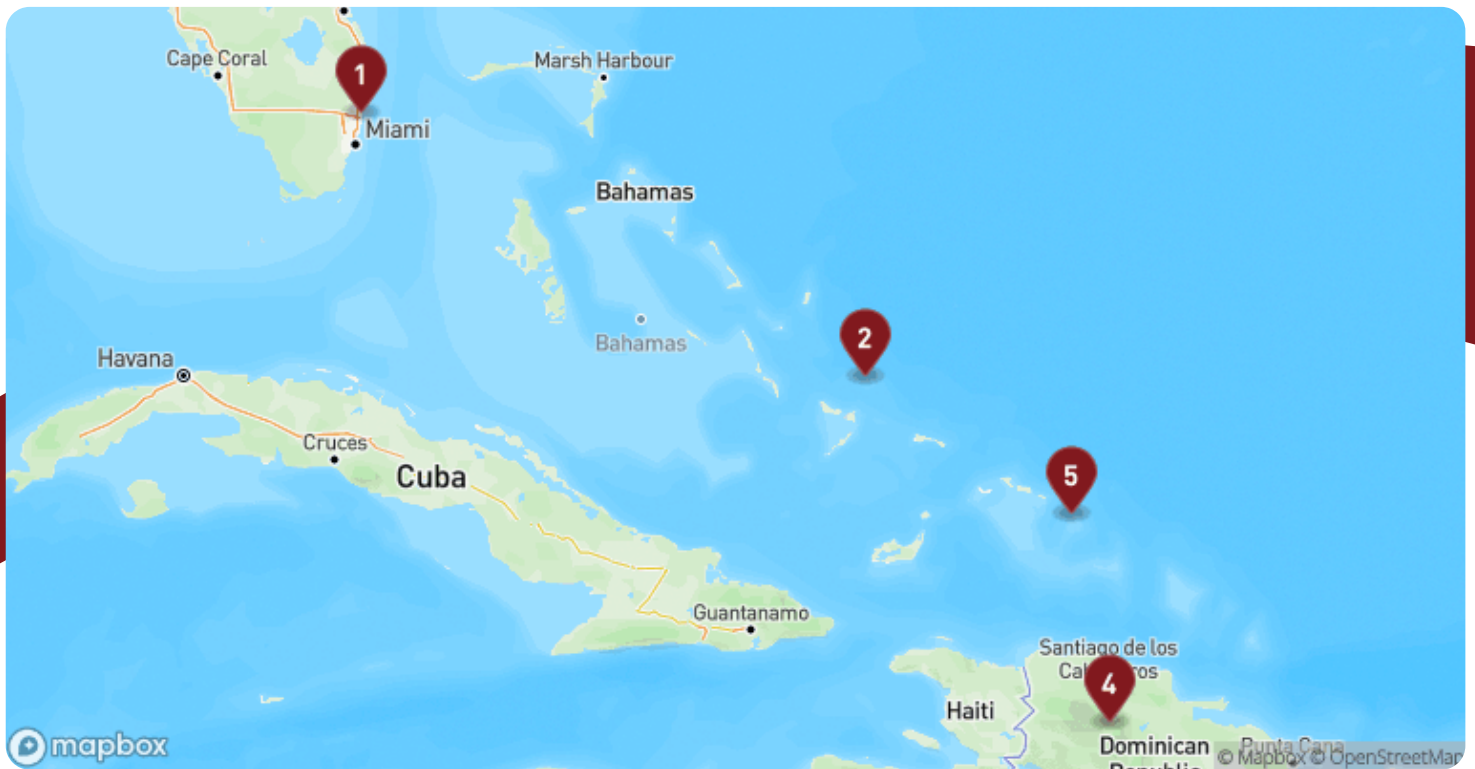 Cape Coral
1
Marsh Harbour
Miami
Bahamas
2
Bahamas
Havana
Cruces
Cuba
5
Guantanamo
Santiago de los
4
Haiti
Dominican
Republic
Punta Cana
mapbox
© Mapbox © OpenStreetMap